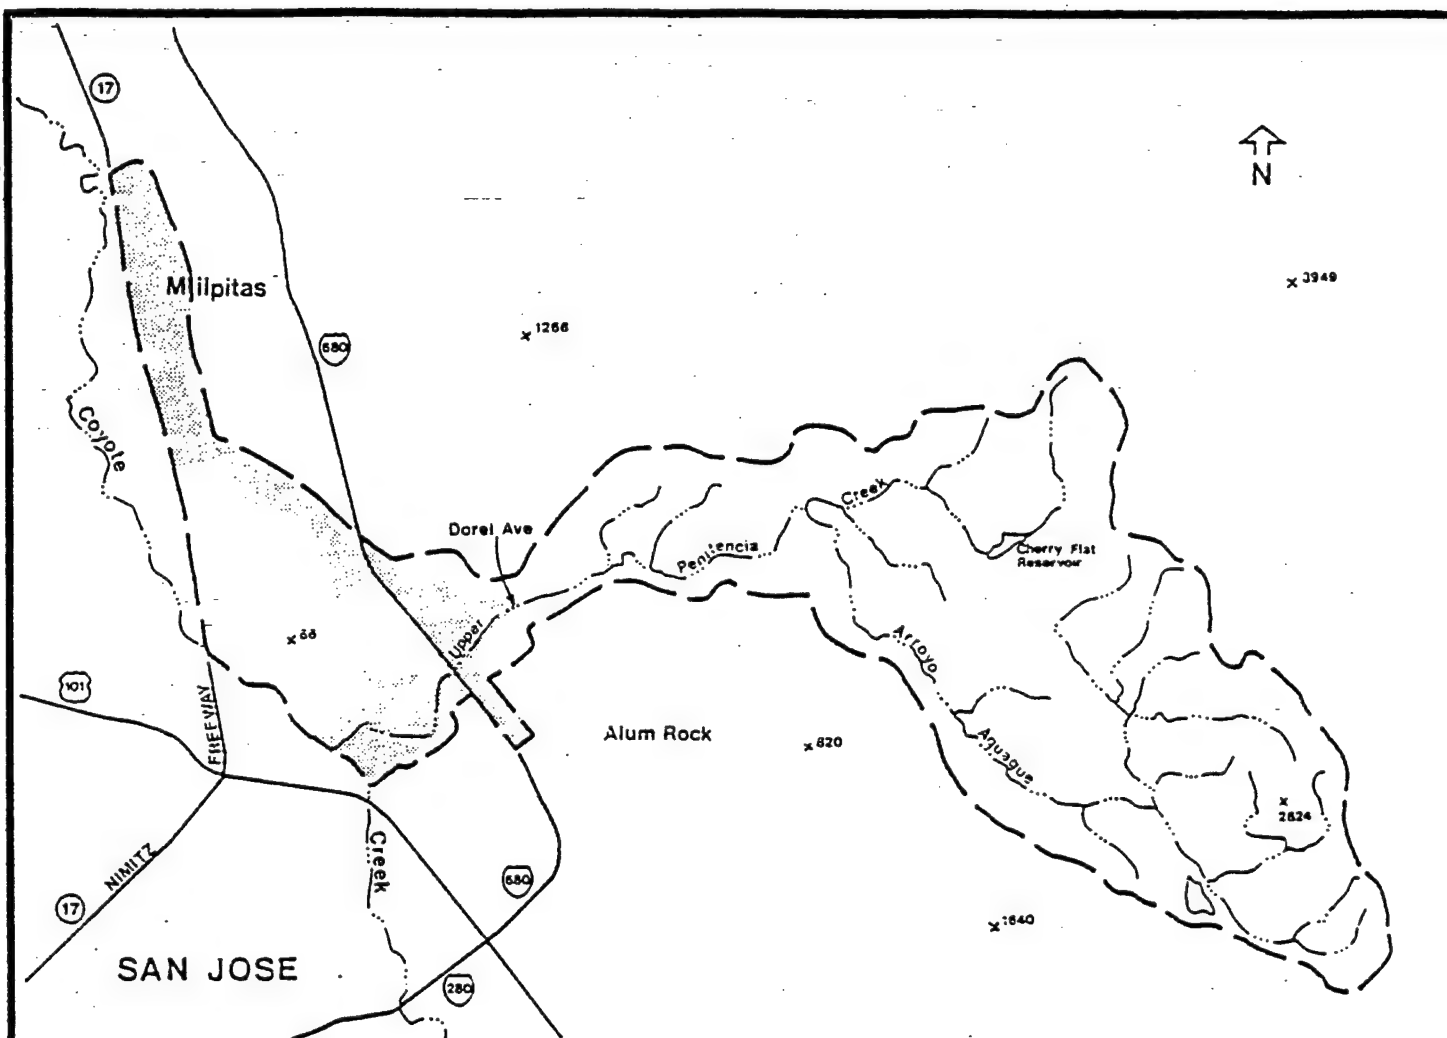 17
N
3949
Milpitas
1266
680
Coyote
Creek
Dorel Ave
Penitencia
Cherry Flat
Reservoir
Upper
88
Arroyo
101
FREEWAY
Alum Rock
820
Aguague
2824
NIMITZ
Creek
680
17
1640
SAN JOSE
280